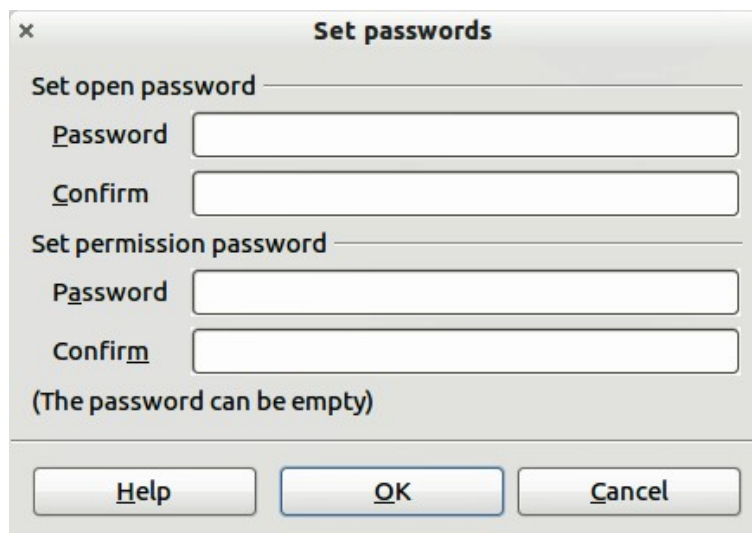 Set passwords
Set open password
Password
Confirm
Set permission password
Password
Confirm
(The password can be empty)
Help OK Cancel